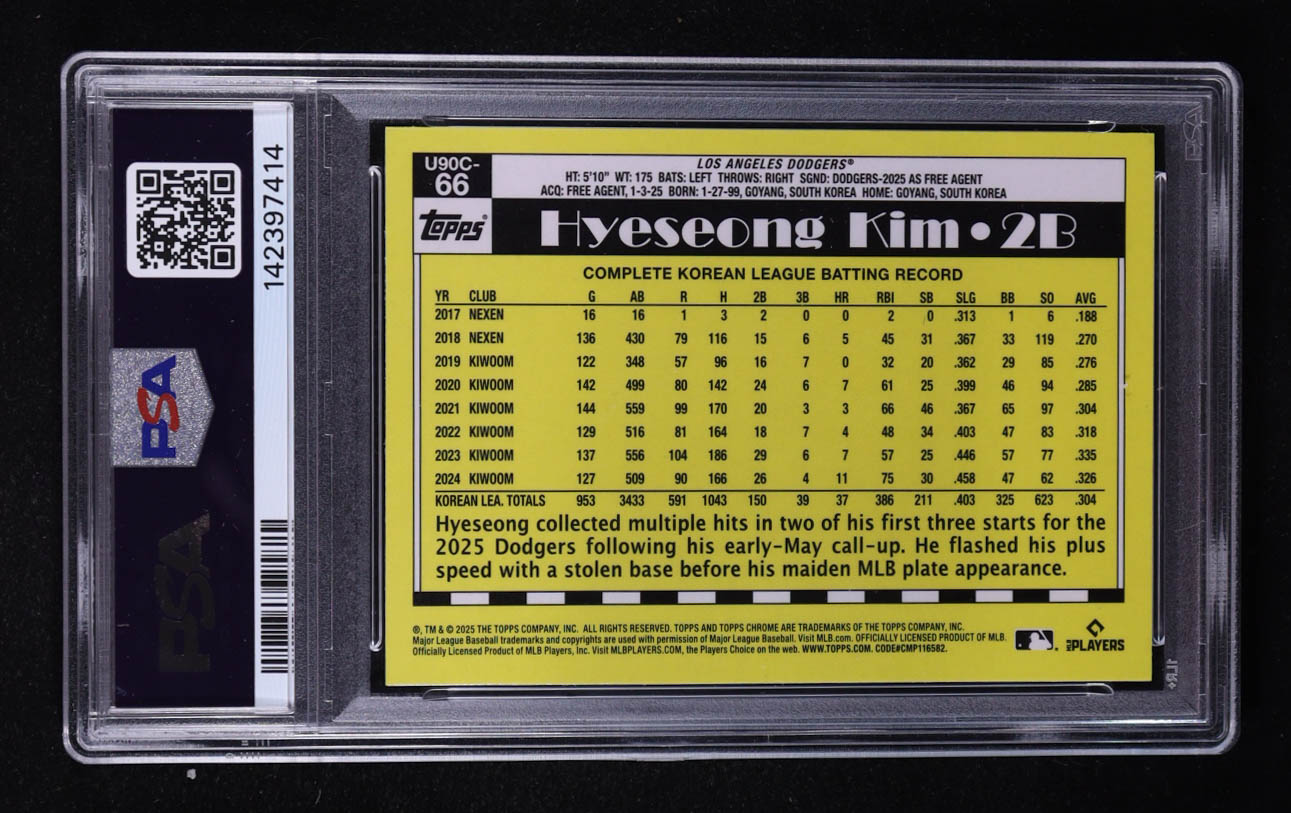 142397414
PSA
PSA
U90C-
66
LOS ANGELES DODGERS®
HT: 5'10" WT: 175 BATS: LEFT THROWS: RIGHT SGND: DODGERS-2025 AS FREE AGENT
ACQ: FREE AGENT, 1-3-25 BORN: 1-27-99, GOYANG, SOUTH KOREA HOME: GOYANG, SOUTH KOREA
Topps®
Hyeseong Kim • 2B
COMPLETE KOREAN LEAGUE BATTING RECORD
YR CLUB G AB R H 2B 3B HR RBI SB SLG BB SO AVG
2017 NEXEN 16 16 1 3 2 0 0 2 0 .313 1 6 .188
2018 NEXEN 136 430 79 116 15 6 5 45 31 .367 33 119 .270
2019 KIWOOM 122 348 57 96 16 7 0 32 20 .362 29 85 .276
2020 KIWOOM 142 499 80 142 24 6 7 61 25 .399 46 94 .285
2021 KIWOOM 144 559 99 170 20 3 3 66 46 .367 65 97 .304
2022 KIWOOM 129 516 81 164 18 7 4 48 34 .403 47 83 .318
2023 KIWOOM 137 556 104 186 29 6 7 57 25 .446 57 77 .335
2024 KIWOOM 127 509 90 166 26 4 11 75 30 .458 47 62 .326
KOREAN LEA. TOTALS 953 3433 591 1043 150 39 37 386 211 .403 325 623 .304
Hyeseong collected multiple hits in two of his first three starts for the
2025 Dodgers following his early-May call-up. He flashed his plus
speed with a stolen base before his maiden MLB plate appearance.
®, TM & © 2025 THE TOPPS COMPANY, INC. ALL RIGHTS RESERVED. TOPPS AND TOPPS CHROME ARE TRADEMARKS OF THE TOPPS COMPANY, INC.
Major League Baseball trademarks and copyrights are used with permission of Major League Baseball. Visit MLB.com. OFFICIALLY LICENSED PRODUCT OF MLB.
Officially Licensed Product of MLB Players, Inc. Visit MLBPLAYERS.COM, the Players Choice on the web. WWW.TOPPS.COM. CODE#CMP116582.
MLB PLAYERS
PSA